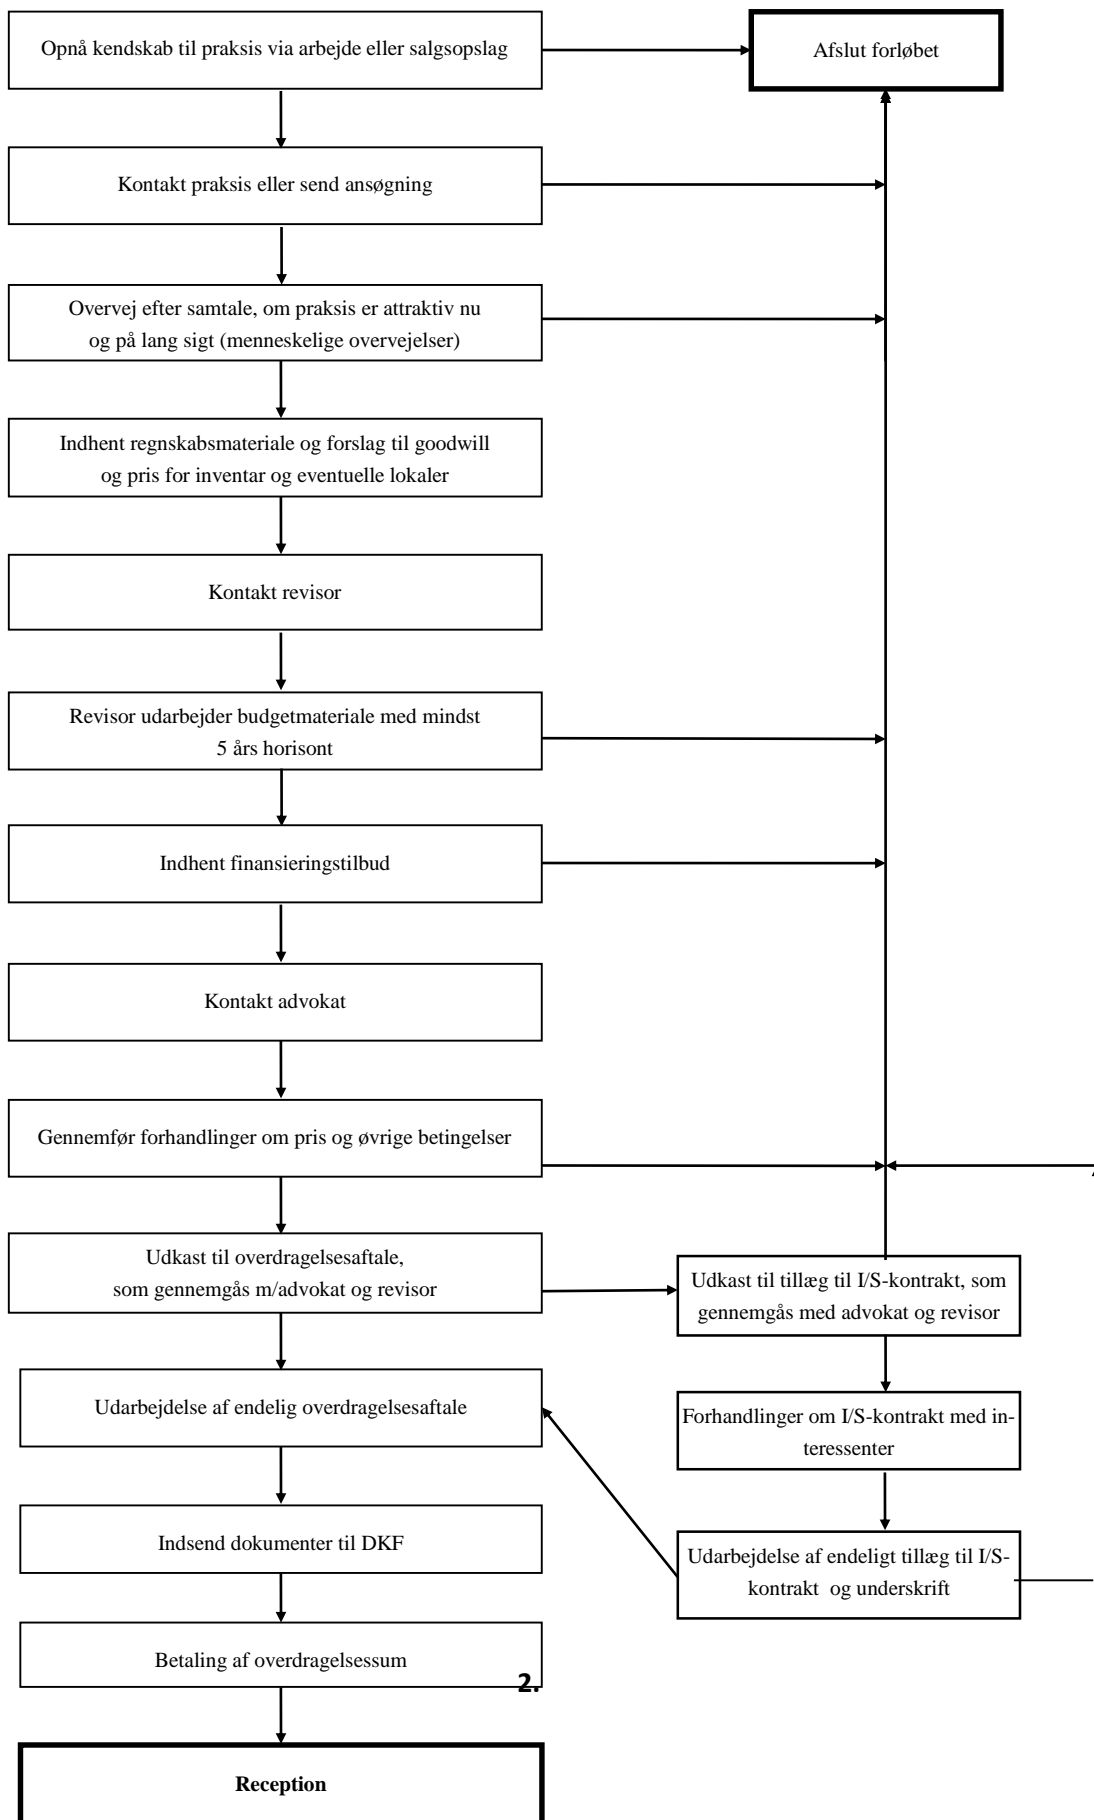 Opnå kendskab til praksis via arbejde eller salgsopslag
Afslut forløbet
Kontakt praksis eller send ansøgning
Overvej efter samtale, om praksis er attraktiv nu
og på lang sigt (menneskelige overvejelser)
Indhent regnskabsmateriale og forslag til goodwill
og pris for inventar og eventuelle lokaler
Kontakt revisor
Revisor udarbejder budgetmateriale med mindst
5 års horisont
Indhent finansieringstilbud
Kontakt advokat
Gennemfør forhandlinger om pris og øvrige betingelser
Udkast til overdragelsesaftale,
som gennemgås m/advokat og revisor
Udkast til tillæg til I/S-kontrakt, som
gennemgås med advokat og revisor
Udarbejdelse af endelig overdragelsesaftale
Forhandlinger om I/S-kontrakt med in-
teressenter
Indsend dokumenter til DKF
Udarbejdelse af endeligt tillæg til I/S-
kontrakt og underskrift
Betaling af overdragelsessum
2.
Reception